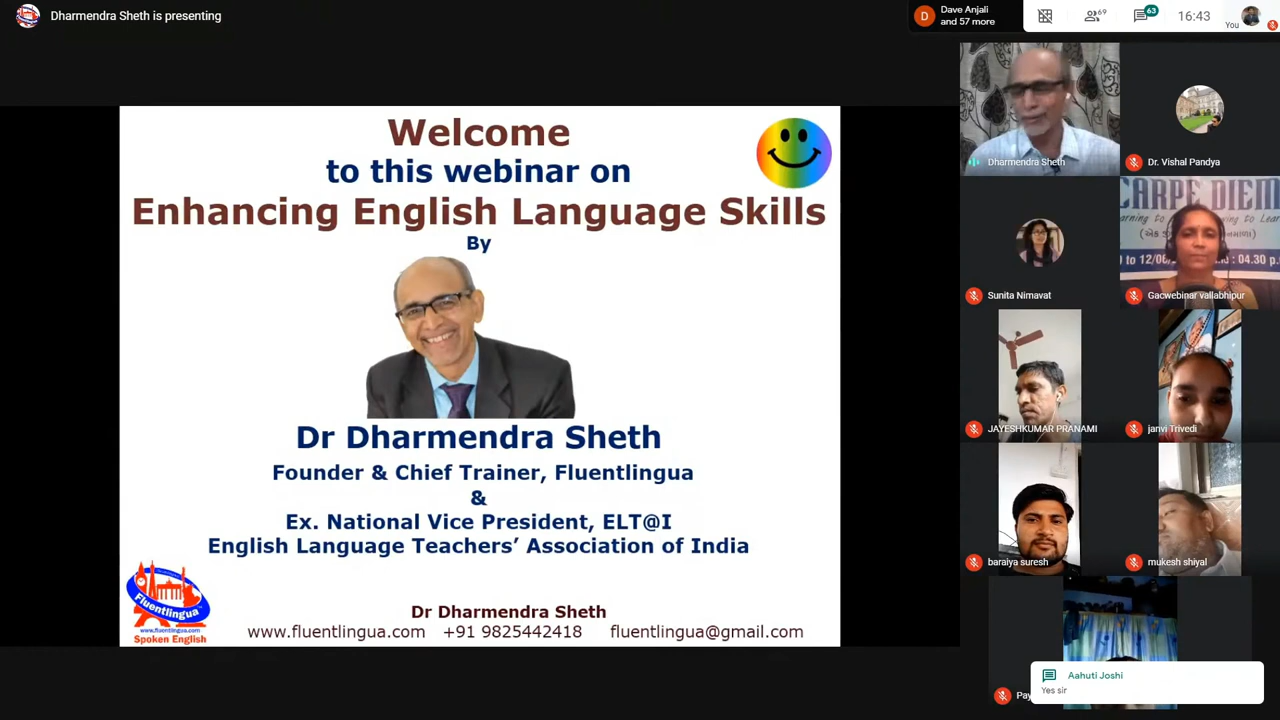 Dharmendra Sheth is presenting
D
Dave Anjali
and 57 more
69
63
16:43
You
Welcome
to this webinar on
Enhancing English Language Skills
By
Dr Dharmendra Sheth
Founder & Chief Trainer, Fluentlingua
&
Ex. National Vice President, ELT@I
English Language Teachers’ Association of India
Dr Dharmendra Sheth
www.fluentlingua.com +91 9825442418 fluentlingua@gmail.com
Fluentlingua
www.fluentlingua.com
Spoken English
Dharmendra Sheth
Dr. Vishal Pandya
Sunita Nimavat
CARPE DIEM
Gacwebinar vallabhipur
JAYESHKUMAR PRANAMI
janvi Trivedi
baraiya suresh
mukesh shiyal
Pay
Aahuti Joshi
Yes sir